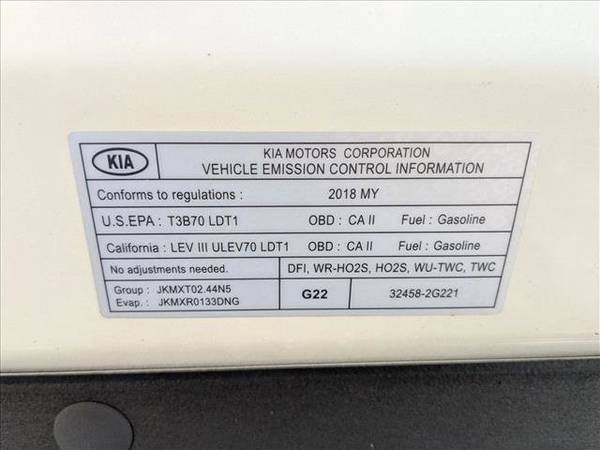 KIA
KIA MOTORS CORPORATION
VEHICLE EMISSION CONTROL INFORMATION
Conforms to regulations : 2018 MY
U.S.EPA : T3B70 LDT1 OBD : CA II Fuel : Gasoline
California : LEV III ULEV70 LDT1 OBD : CA II Fuel : Gasoline
No adjustments needed. DFI, WR-HO2S, HO2S, WU-TWC, TWC
Group : JKMXT02.44N5
Evap. : JKMXR0133DNG
G22 32458-2G221